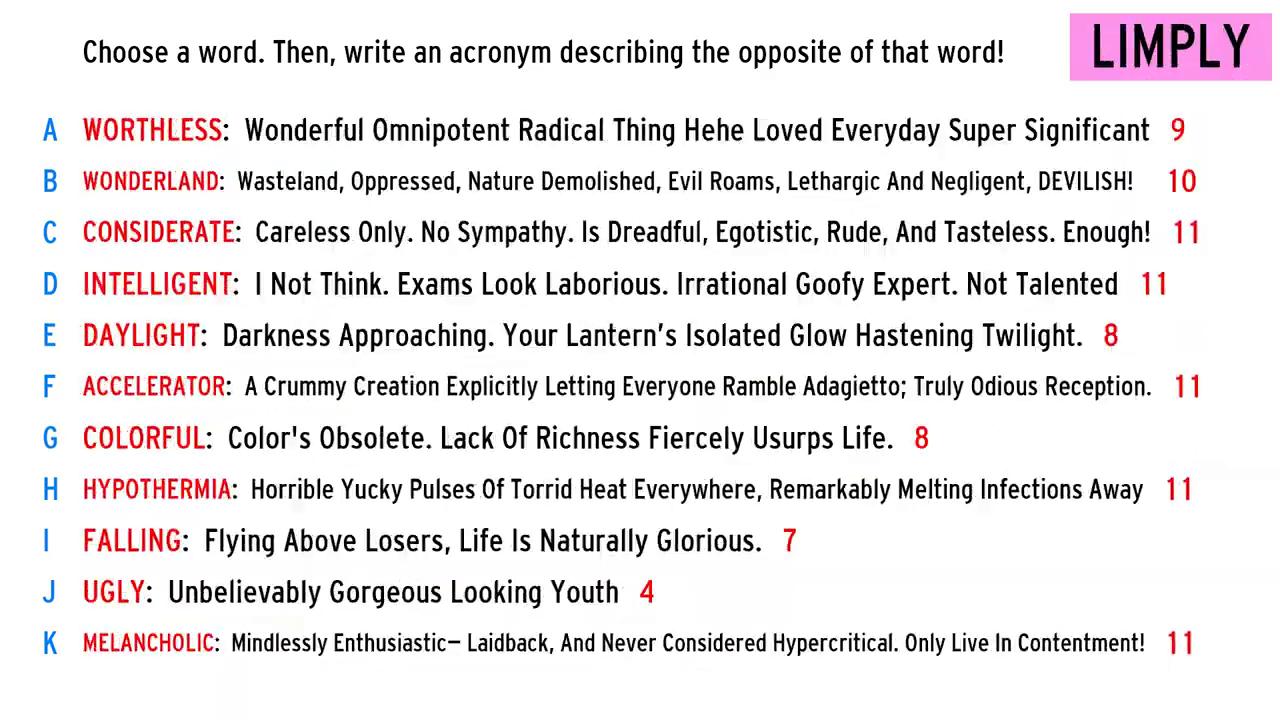 Choose a word. Then, write an acronym describing the opposite of that word!
LIMPLY
A WORTHLESS: Wonderful Omnipotent Radical Thing Hehe Loved Everyday Super Significant 9
B WONDERLAND: Wasteland, Oppressed, Nature Demolished, Evil Roams, Lethargic And Negligent, DEVILISH! 10
C CONSIDERATE: Careless Only. No Sympathy. Is Dreadful, Egotistic, Rude, And Tasteless. Enough! 11
D INTELLIGENT: I Not Think. Exams Look Laborious. Irrational Goofy Expert. Not Talented 11
E DAYLIGHT: Darkness Approaching. Your Lantern’s Isolated Glow Hastening Twilight. 8
F ACCELERATOR: A Crummy Creation Explicitly Letting Everyone Ramble Adagietto; Truly Odious Reception. 11
G COLORFUL: Color's Obsolete. Lack Of Richness Fiercely Usurps Life. 8
H HYPOTHERMIA: Horrible Yucky Pulses Of Torrid Heat Everywhere, Remarkably Melting Infections Away 11
I FALLING: Flying Above Losers, Life Is Naturally Glorious. 7
J UGLY: Unbelievably Gorgeous Looking Youth 4
K MELANCHOLIC: Mindlessly Enthusiastic— Laidback, And Never Considered Hypercritical. Only Live In Contentment! 11